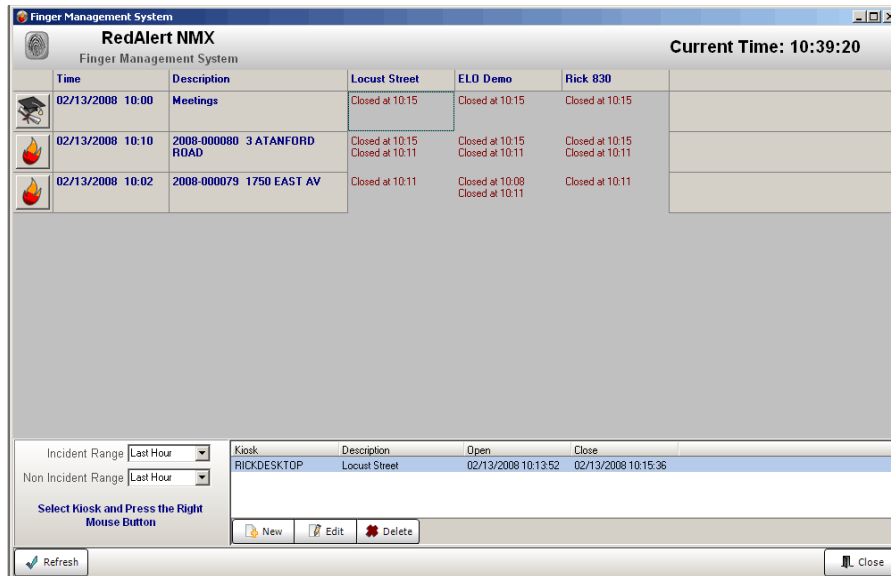 Finger Management System
RedAlert NMX
Finger Management System
Current Time: 10:39:20
Time Description Locust Street ELO Demo Rick 830
02/13/2008 10:00 Meetings Closed at 10:15 Closed at 10:15 Closed at 10:15
02/13/2008 10:10 2008-000080 3 ATANFORD Closed at 10:15 Closed at 10:15 Closed at 10:15
ROAD Closed at 10:11 Closed at 10:11 Closed at 10:11
02/13/2008 10:02 2008-000079 1750 EAST AV Closed at 10:11 Closed at 10:08 Closed at 10:11
Closed at 10:11
Incident Range Last Hour
Non Incident Range Last Hour
Select Kiosk and Press the Right
Mouse Button
Kiosk Description Open Close
RICKDESKTOP Locust Street 02/13/2008 10:13:52 02/13/2008 10:15:36
New Edit Delete
Refresh Close